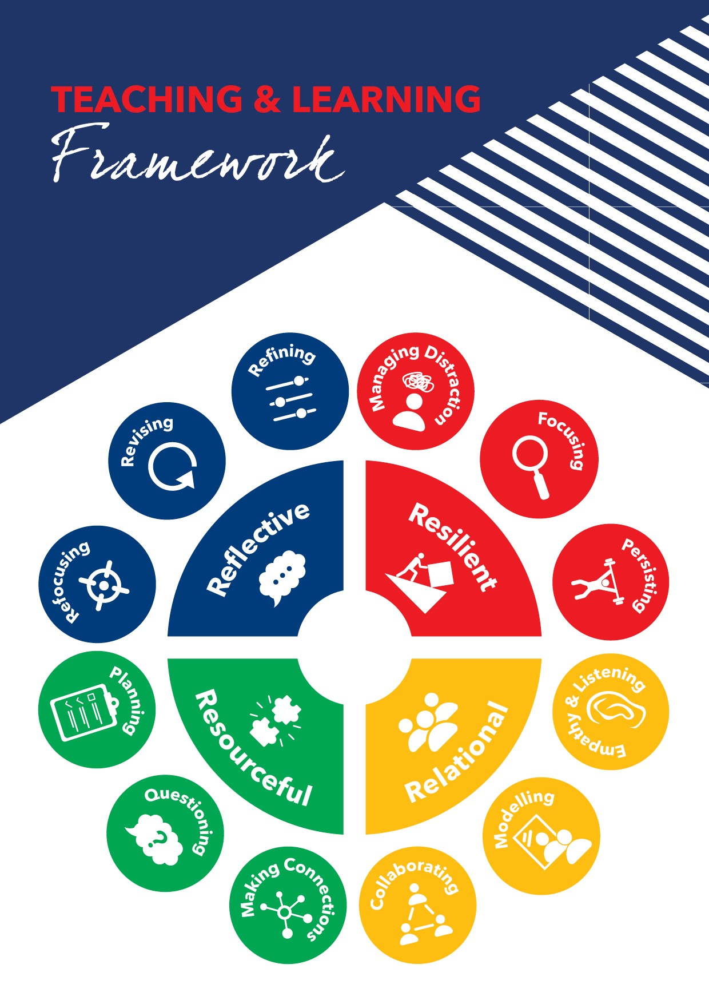 TEACHING & LEARNING
Framework
Refining
Managing Distraction
Revising
Focusing
Reflective
Resilient
Refocusing
Persisting
Planning
Empathy & Listening
Resourceful
Relational
Questioning
Modelling
Making Connections
Collaborating
?